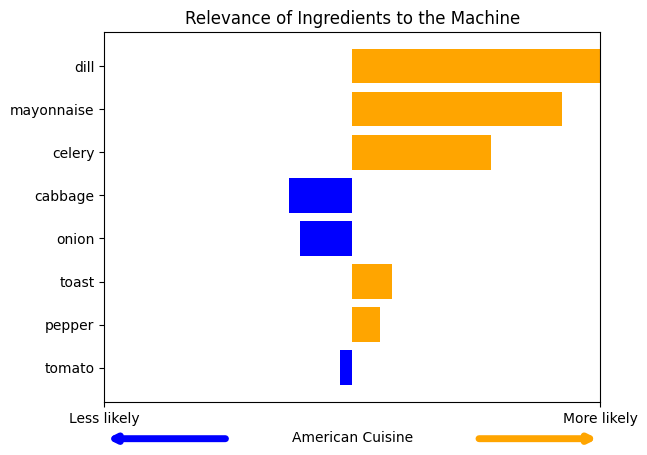 Relevance of Ingredients to the Machine
dill
mayonnaise
celery
cabbage
onion
toast
pepper
tomato
Less likely
More likely
American Cuisine